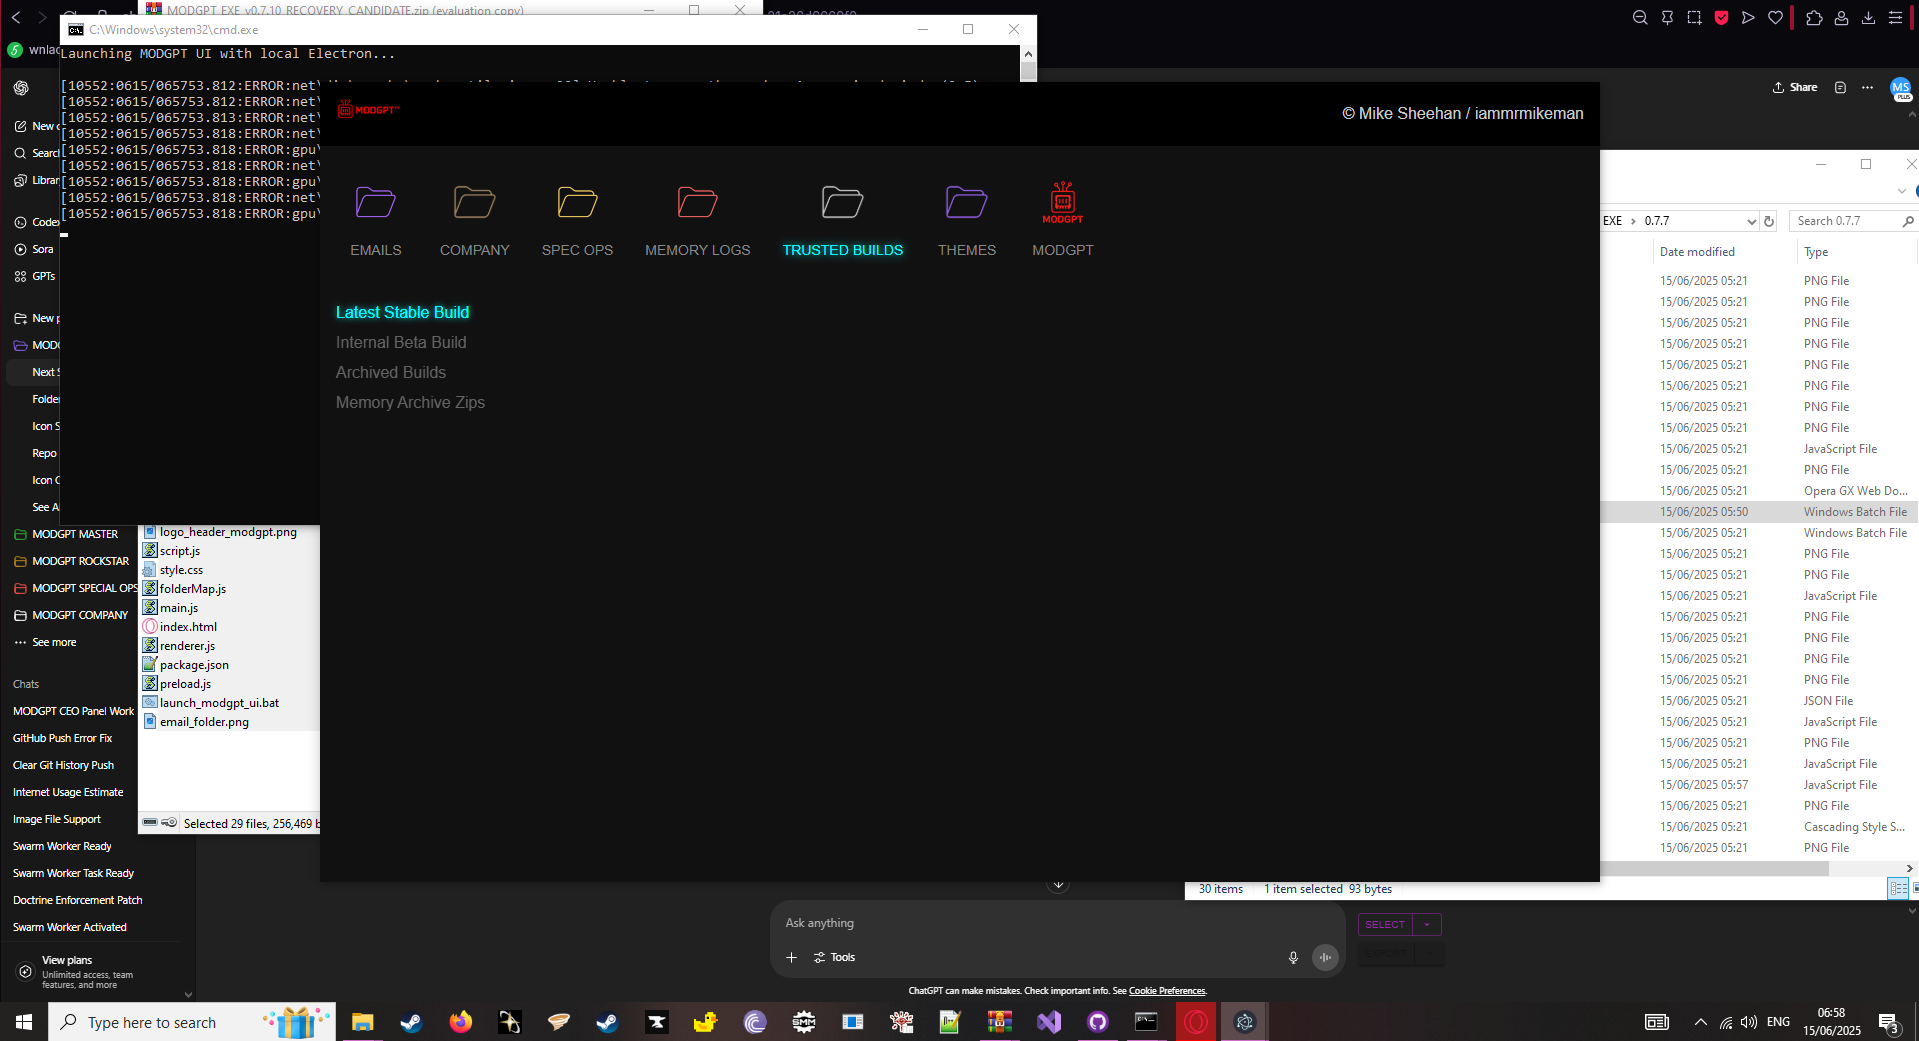 MODGPT_EXE_v0.7.10_RECOVERY_CANDIDATE.zip (evaluation copy)
C:\Windows\system32\cmd.exe
Launching MODGPT UI with local Electron...
[10552:0615/065753.812:ERROR:net\
[10552:0615/065753.812:ERROR:net\
[10552:0615/065753.813:ERROR:net\
[10552:0615/065753.818:ERROR:net\
[10552:0615/065753.818:ERROR:gpu\
[10552:0615/065753.818:ERROR:net\
[10552:0615/065753.818:ERROR:gpu\
[10552:0615/065753.818:ERROR:net\
[10552:0615/065753.818:ERROR:gpu\
MODGPT™
© Mike Sheehan / iammrmikeman
MODGPT
EMAILS
COMPANY
SPEC OPS
MEMORY LOGS
TRUSTED BUILDS
THEMES
MODGPT
Latest Stable Build
Internal Beta Build
Archived Builds
Memory Archive Zips
wnlo
New c
Search
Librar
Codex
Sora
GPTs
New p
MODG
Next S
Folder
Icon S
Repo
Icon C
See A
MODGPT MASTER
MODGPT ROCKSTAR
MODGPT SPECIAL OPS
MODGPT COMPANY
See more
Chats
MODGPT CEO Panel Work
GitHub Push Error Fix
Clear Git History Push
Internet Usage Estimate
Image File Support
Swarm Worker Ready
Swarm Worker Task Ready
Doctrine Enforcement Patch
Swarm Worker Activated
View plans
Unlimited access, team
features, and more
logo_header_modgpt.png
script.js
style.css
folderMap.js
main.js
index.html
renderer.js
package.json
preload.js
launch_modgpt_ui.bat
email_folder.png
Selected 29 files, 256,469 b
Share
MS
PLUS
EXE > 0.7.7
Search 0.7.7
Date modified Type
15/06/2025 05:21 PNG File
15/06/2025 05:21 PNG File
15/06/2025 05:21 PNG File
15/06/2025 05:21 PNG File
15/06/2025 05:21 PNG File
15/06/2025 05:21 PNG File
15/06/2025 05:21 PNG File
15/06/2025 05:21 PNG File
15/06/2025 05:21 JavaScript File
15/06/2025 05:21 PNG File
15/06/2025 05:21 Opera GX Web Do...
15/06/2025 05:50 Windows Batch File
15/06/2025 05:21 Windows Batch File
15/06/2025 05:21 PNG File
15/06/2025 05:21 PNG File
15/06/2025 05:21 JavaScript File
15/06/2025 05:21 PNG File
15/06/2025 05:21 PNG File
15/06/2025 05:21 PNG File
15/06/2025 05:21 PNG File
15/06/2025 05:21 JSON File
15/06/2025 05:21 JavaScript File
15/06/2025 05:21 PNG File
15/06/2025 05:21 JavaScript File
15/06/2025 05:57 JavaScript File
15/06/2025 05:21 PNG File
15/06/2025 05:21 Cascading Style S...
15/06/2025 05:21 PNG File
30 items 1 item selected 93 bytes
Ask anything
Tools
SELECT
ChatGPT can make mistakes. Check important info. See Cookie Preferences.
Type here to search
SMM
ENG
06:58
15/06/2025
3